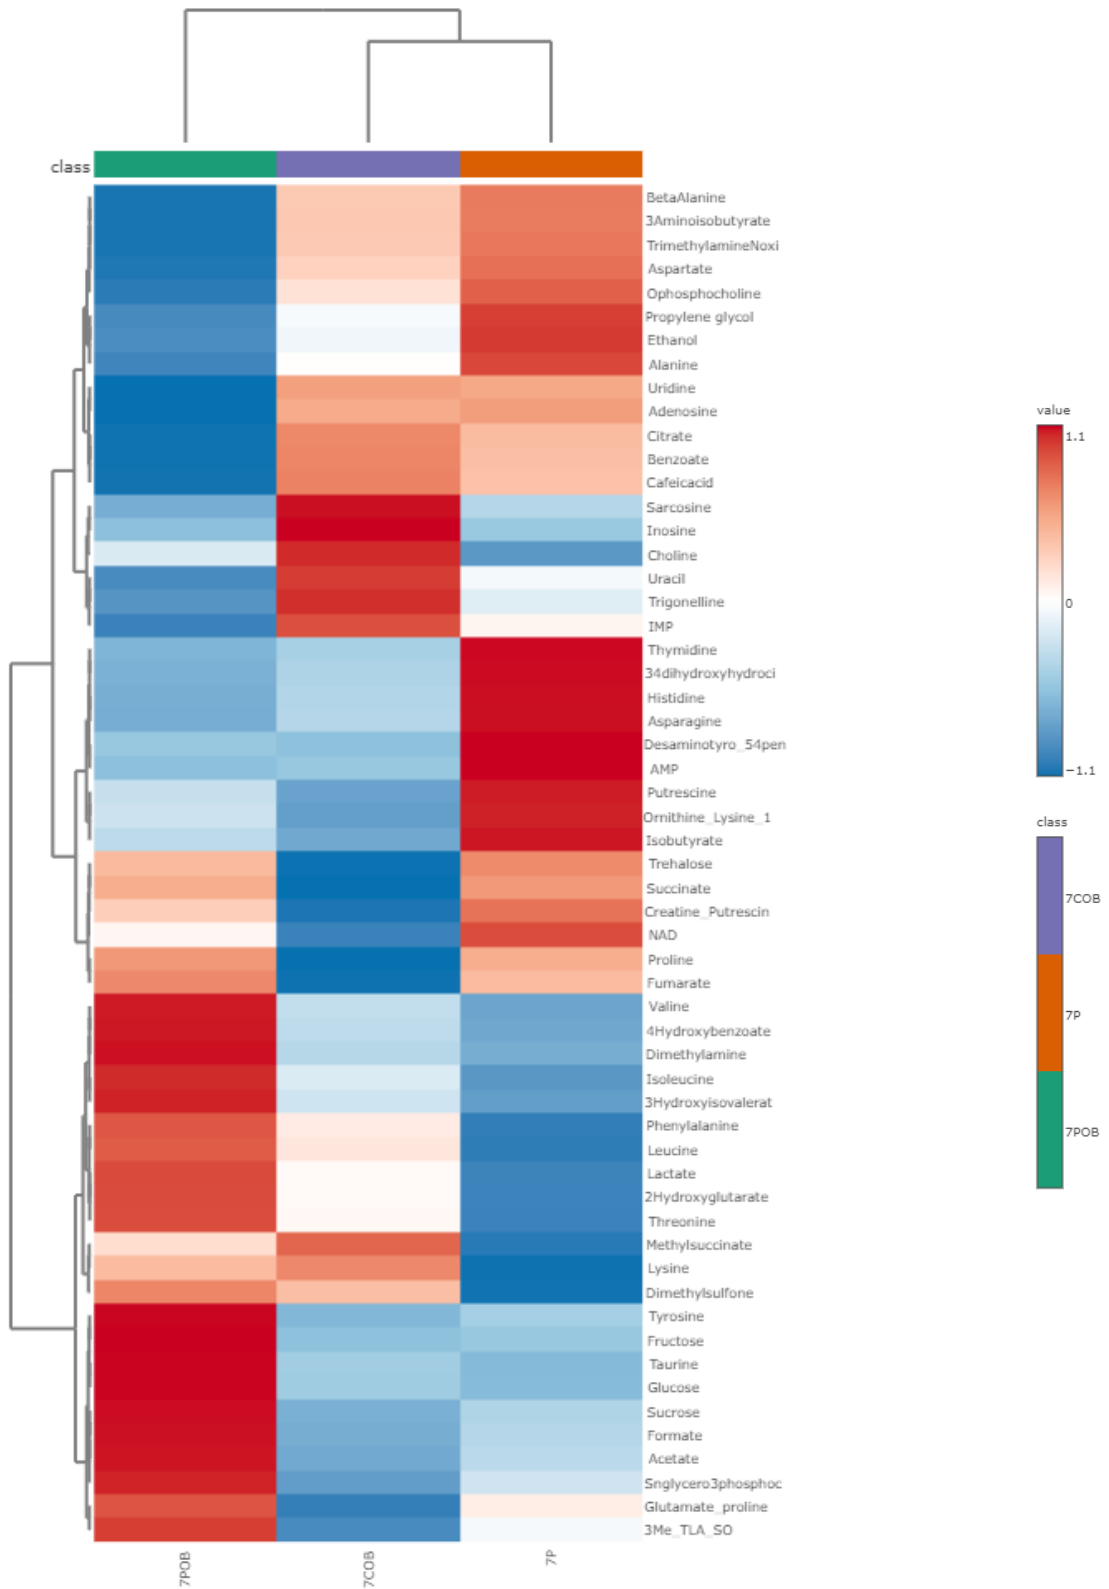 class
BetaAlanine
3Aminoisobutyrate
TrimethylamineNoxi
Aspartate
Ophosphocholine
Propylene glycol
Ethanol
Alanine
Uridine
Adenosine
Citrate
Benzoate
Cafeicacid
Sarcosine
Inosine
Choline
Uracil
Trigonelline
IMP
Thymidine
34dihydroxyhydroci
Histidine
Asparagine
Desaminotyro_54pen
AMP
Putrescine
Ornithine_Lysine_1
Isobutyrate
Trehalose
Succinate
Creatine_Putrescin
NAD
Proline
Fumarate
Valine
4Hydroxybenzoate
Dimethylamine
Isoleucine
3Hydroxyisovalerat
Phenylalanine
Leucine
Lactate
2Hydroxyglutarate
Threonine
Methylsuccinate
Lysine
Dimethylsulfone
Tyrosine
Fructose
Taurine
Glucose
Sucrose
Formate
Acetate
Snglycero3phosphoc
Glutamate_proline
3Me_TLA_SO
7POB
7COB
7P
value
1.1
0
−1.1
class
7COB
7P
7POB